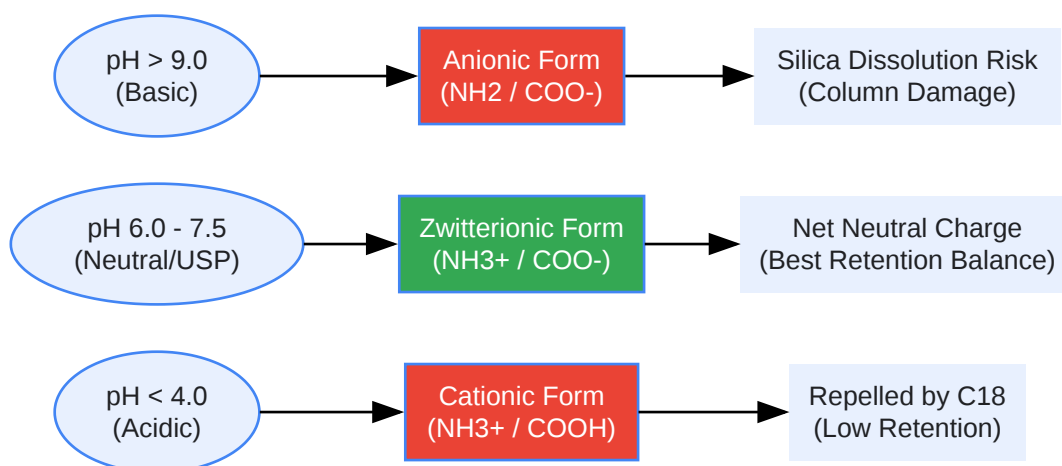 pH > 9.0
(Basic)
Anionic Form
(NH2 / COO-)
Silica Dissolution Risk
(Column Damage)
pH 6.0 - 7.5
(Neutral/USP)
Zwitterionic Form
(NH3+ / COO-)
Net Neutral Charge
(Best Retention Balance)
pH < 4.0
(Acidic)
Cationic Form
(NH3+ / COOH)
Repelled by C18
(Low Retention)